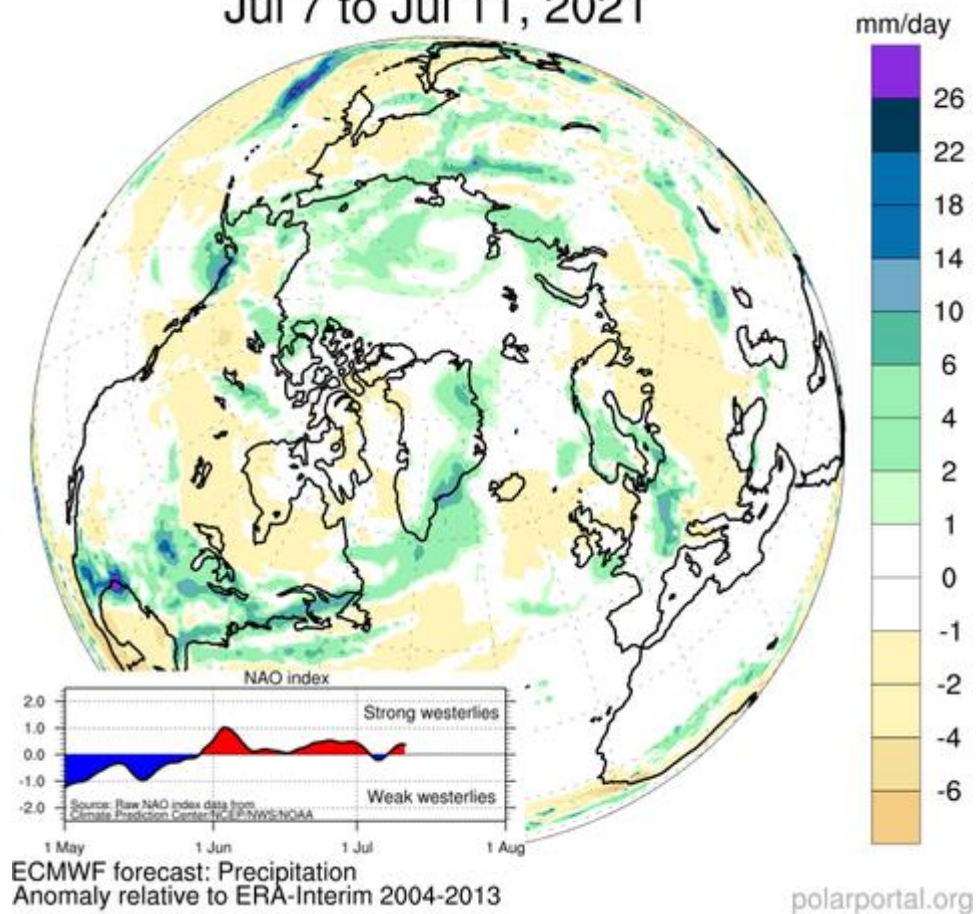 Jul 7 to Jul 11, 2021
mm/day
26
22
18
14
10
6
4
2
1
0
-1
-2
-4
-6
NAO index
2.0
1.0
0.0
-1.0
-2.0
Strong westerlies
Weak westerlies
Source: Raw NAO index data from
Climate Prediction Center/NCEP/NWS/NOAA
1 May
1 Jun
1 Jul
1 Aug
ECMWF forecast: Precipitation
Anomaly relative to ERA-Interim 2004-2013
polarportal.org